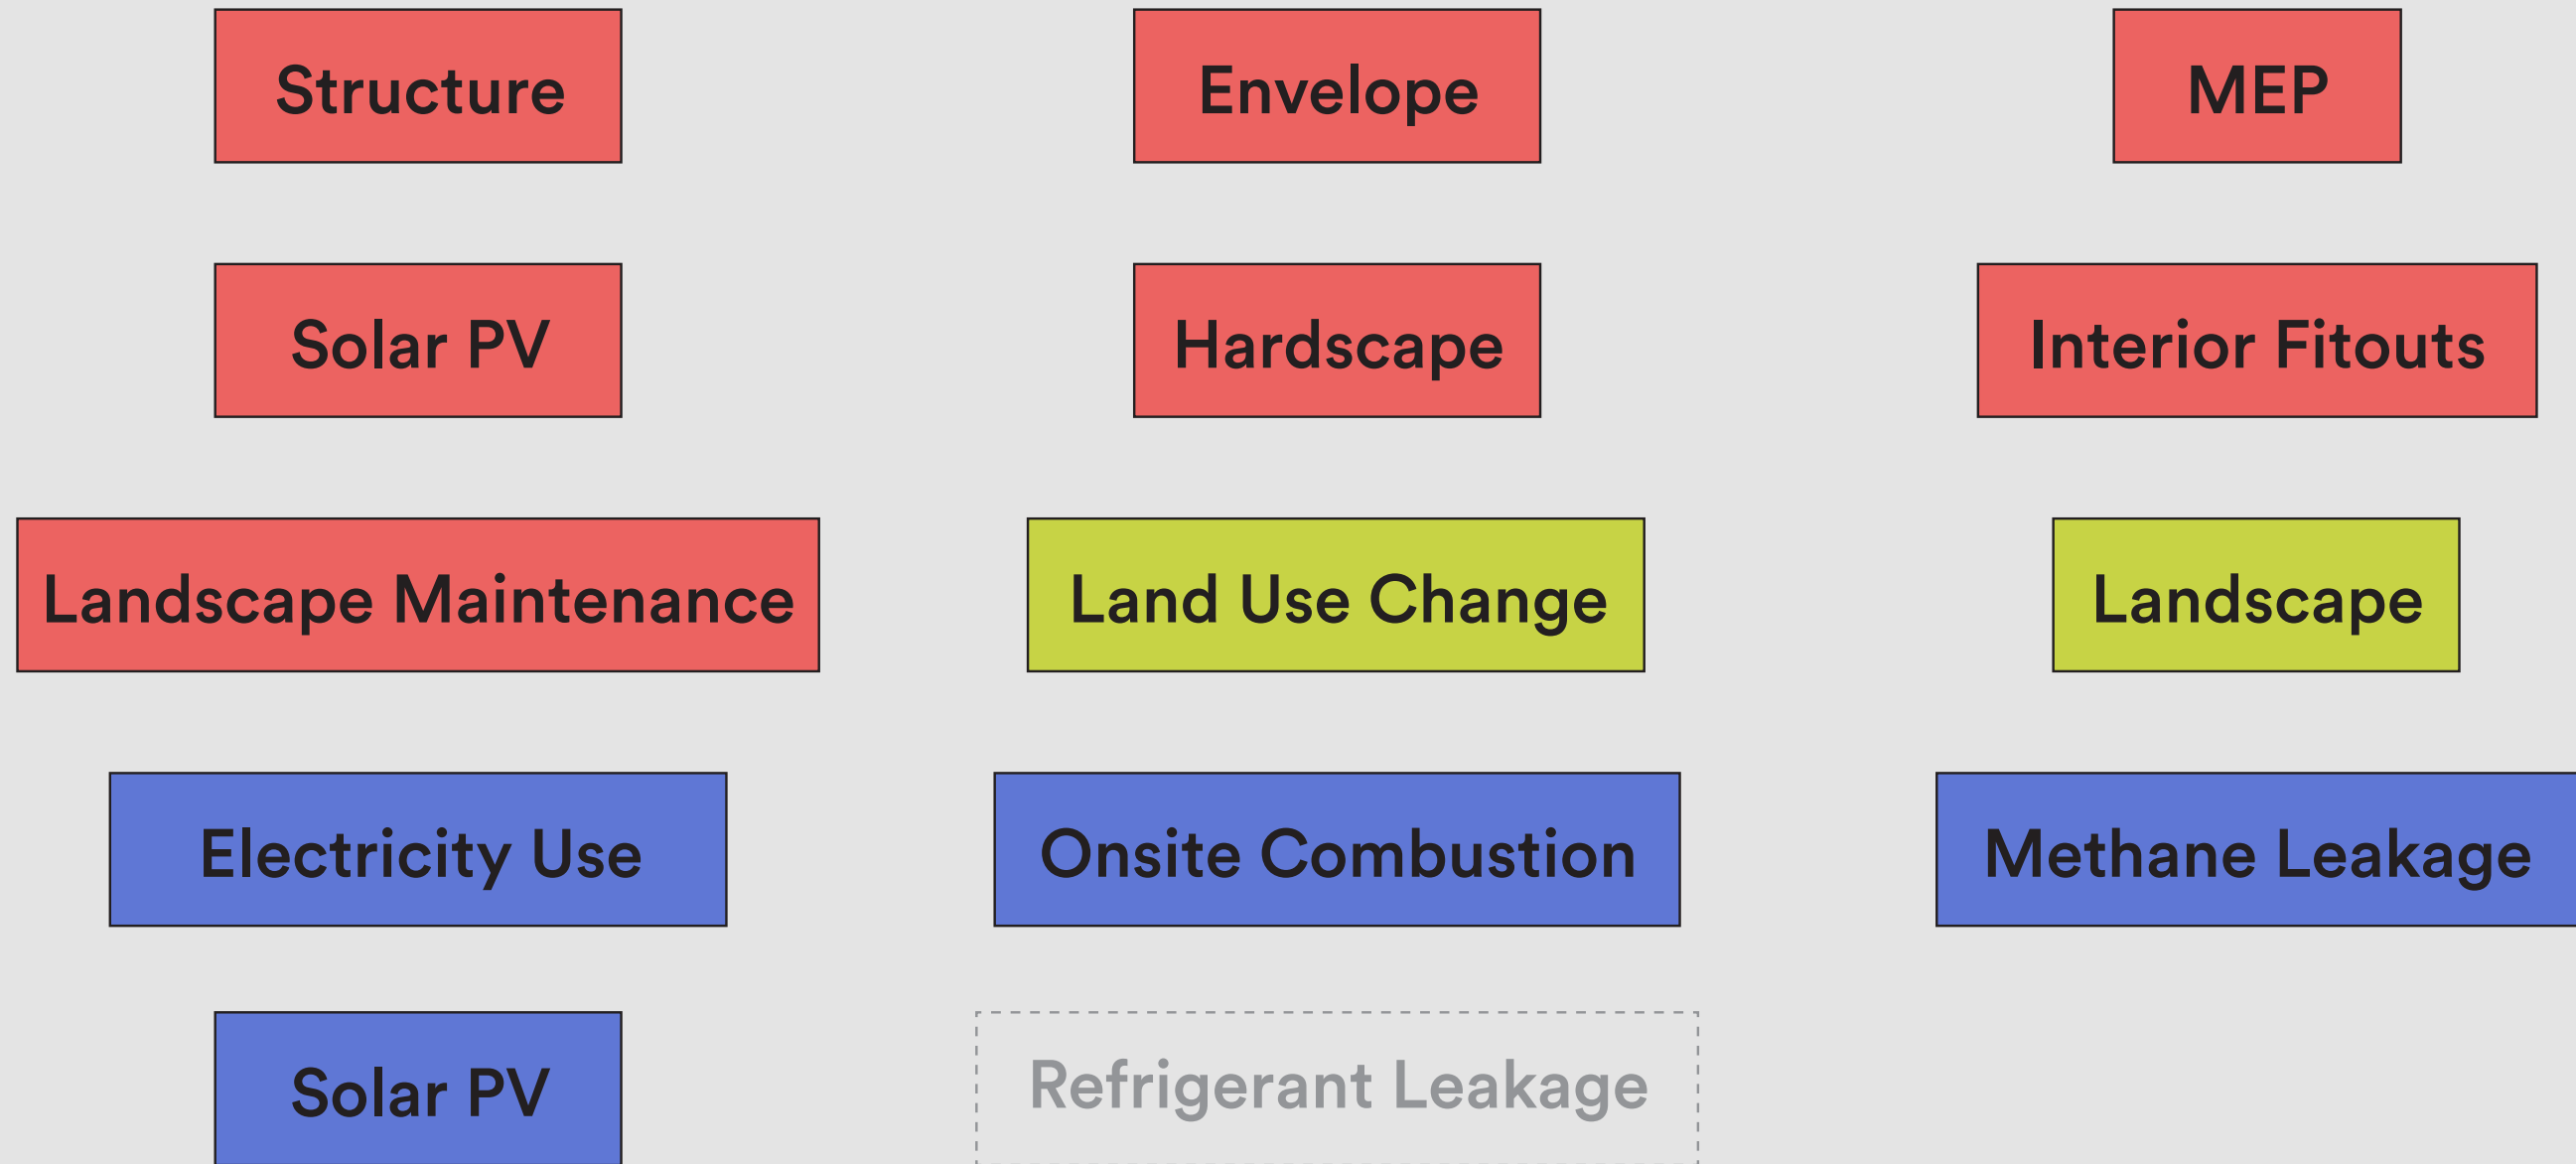 Structure
Envelope
MEP
Solar PV
Hardscape
Interior Fitouts
Landscape Maintenance
Land Use Change
Landscape
Electricity Use
Onsite Combustion
Methane Leakage
Solar PV
Refrigerant Leakage